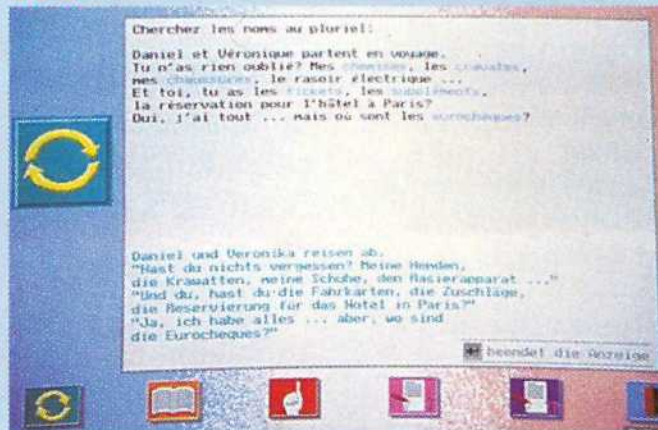 Cherchez les noms au pluriel:
Daniel et Véronique partent en voyage.
Tu n'as rien oublié? Mes chemises, les cravates,
mes chaussures, le rasoir électrique ...
Et toi, tu as les tickets, les suppléments,
la réservation pour l'hôtel à Paris?
Oui, j'ai tout ... mais où sont les eurocheques?
Daniel und Veronika reisen ab.
"Hast du nichts vergessen? Meine Hemden,
die Krawatten, meine Schuhe, den Rasierapparat ..."
"Und du, hast du die Fahrkarten, die Zuschläge,
die Reservierung für das Hotel in Paris?"
"Ja, ich habe alles ... aber, wo sind
die Eurocheques?"
beendet die Anzeige